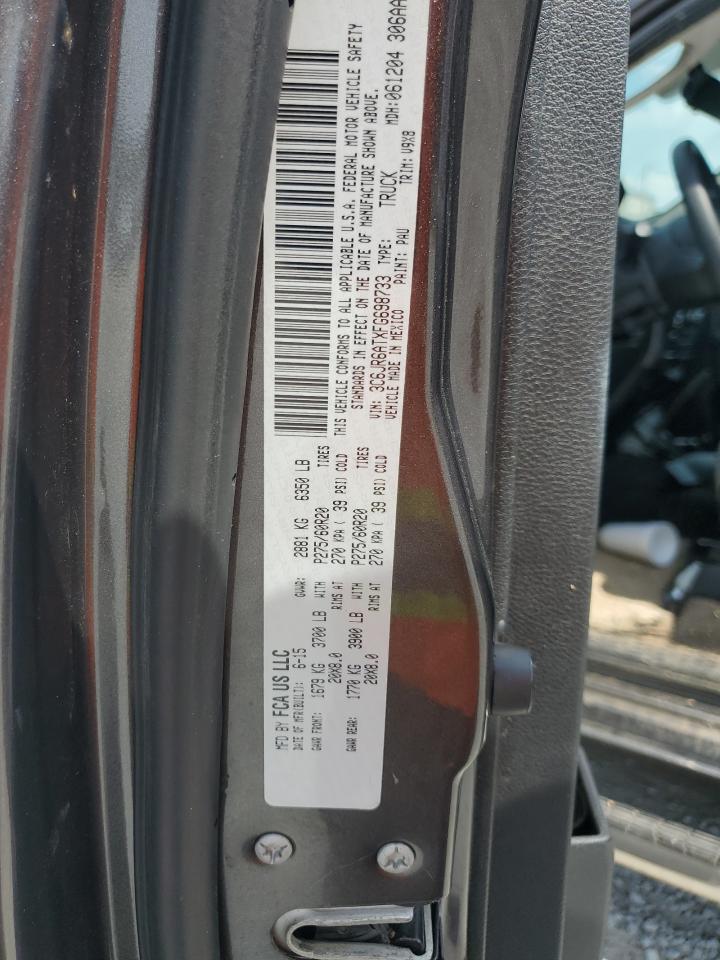 MFD BY FCA US LLC
DATE OF MFR(BUILT): 6-15 GVWR: 2881 KG 6350 LB
GAWR FRONT: 1679 KG 3700 LB WITH P275/60R20 TIRES
20X8.0 RIMS AT 270 KPA ( 39 PSI) COLD
GAWR REAR: 1770 KG 3900 LB WITH P275/60R20 TIRES
20X8.0 RIMS AT 270 KPA ( 39 PSI) COLD
THIS VEHICLE CONFORMS TO ALL APPLICABLE U.S.A. FEDERAL MOTOR VEHICLE SAFETY
STANDARDS IN EFFECT ON THE DATE OF MANUFACTURE SHOWN ABOVE.
VIN: 3C6JR6ATXFG698733 TYPE: TRUCK MDH:061204 306AA
VEHICLE MADE IN MEXICO PAINT: PAU TRIM: V9X8